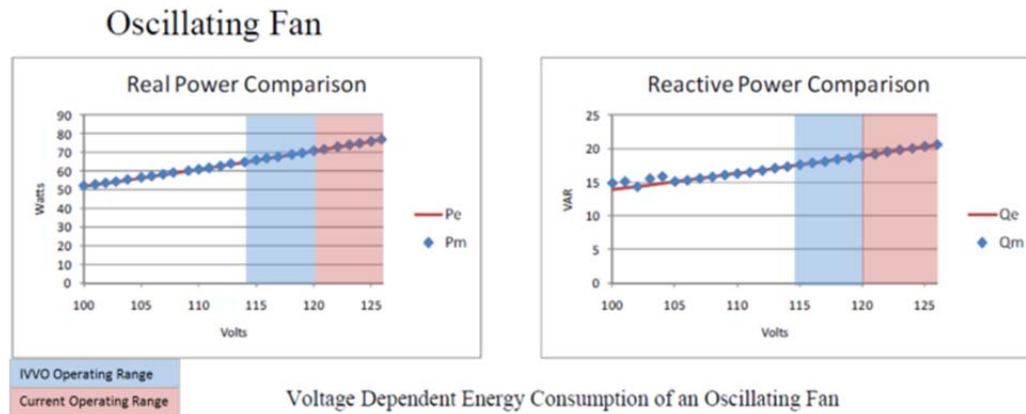 Oscillating Fan
Real Power Comparison
90
80
70
60
50
40
30
20
10
0
Watts
100 105 110 115 120 125
Volts
Pe
Pm
Reactive Power Comparison
25
20
15
10
5
0
VAR
100 105 110 115 120 125
Volts
Qe
Qm
IVVO Operating Range
Current Operating Range
Voltage Dependent Energy Consumption of an Oscillating Fan